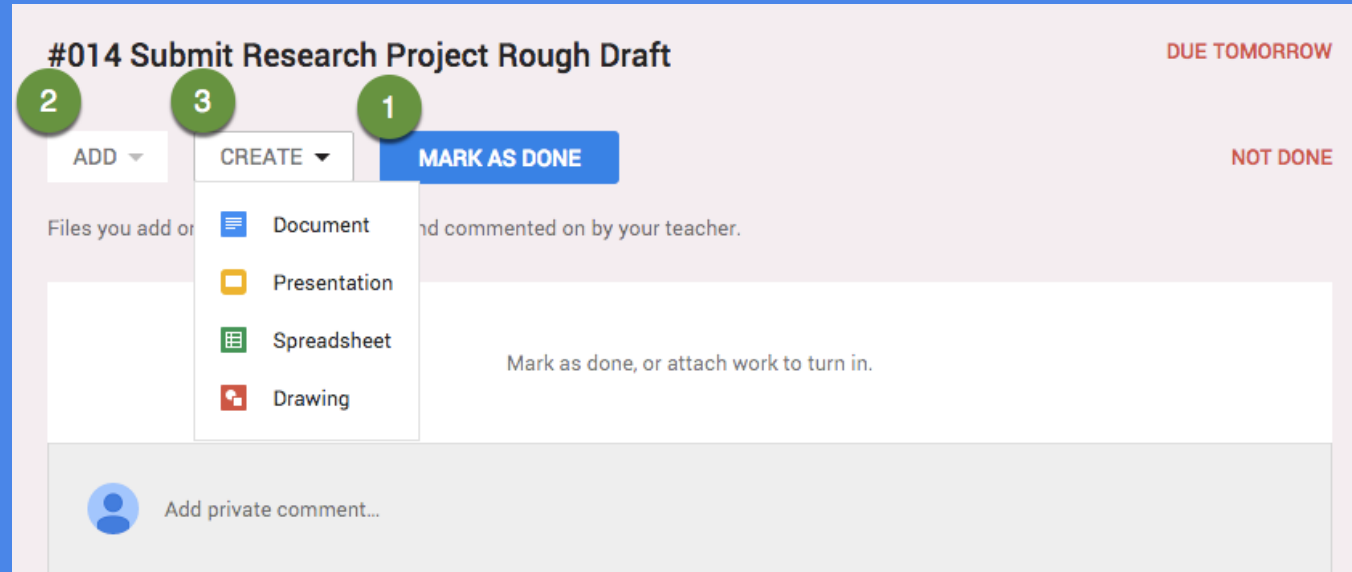 #014 Submit Research Project Rough Draft
DUE TOMORROW
2
3
1
ADD
CREATE
MARK AS DONE
NOT DONE
Files you add or
nd commented on by your teacher.
Document
Presentation
Spreadsheet
Drawing
Mark as done, or attach work to turn in.
Add private comment...